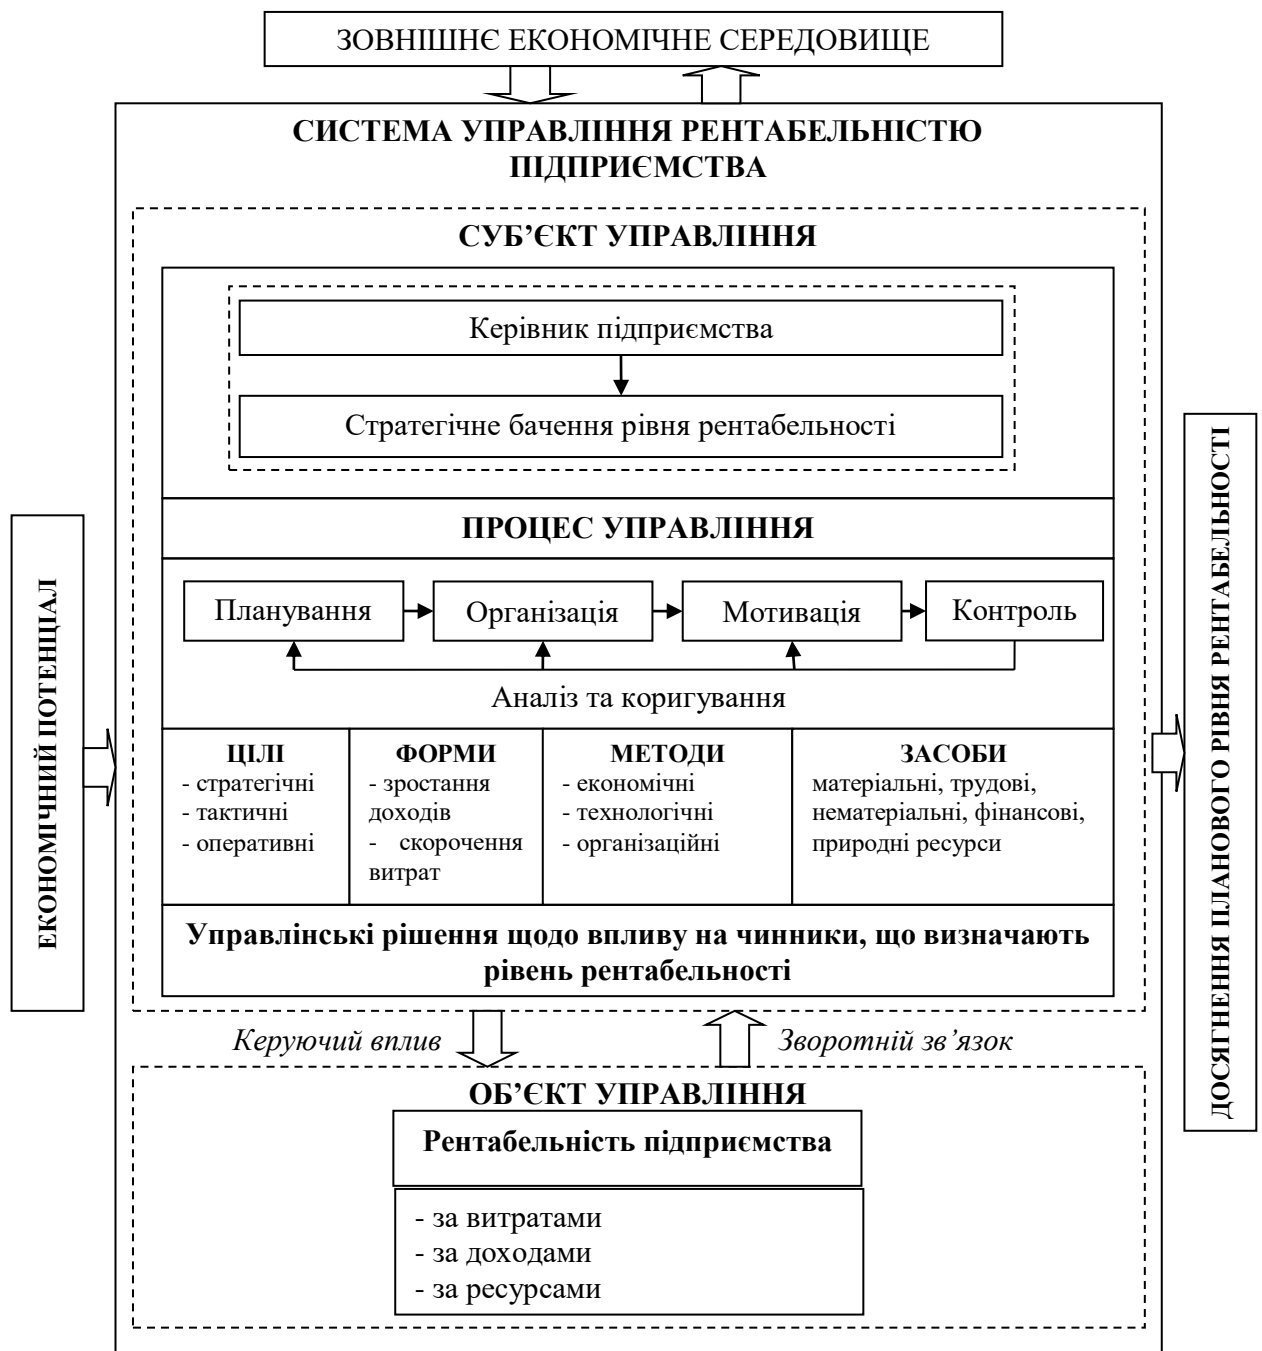 ЗОВНІШНЄ ЕКОНОМІЧНЕ СЕРЕДОВИЩЕ
СИСТЕМА УПРАВЛІННЯ РЕНТАБЕЛЬНІСТЮ
ПІДПРИЄМСТВА
СУБ’ЄКТ УПРАВЛІННЯ
Керівник підприємства
Стратегічне бачення рівня рентабельності
ПРОЦЕС УПРАВЛІННЯ
Планування
Організація
Мотивація
Контроль
Аналіз та коригування
ЦІЛІ
- стратегічні
- тактичні
- оперативні
ФОРМИ
- зростання
доходів
- скорочення
витрат
МЕТОДИ
- економічні
- технологічні
- організаційні
ЗАСОБИ
матеріальні, трудові,
нематеріальні, фінансові,
природні ресурси
Управлінські рішення щодо впливу на чинники, що визначають
рівень рентабельності
Керуючий вплив
Зворотній зв’язок
ОБ’ЄКТ УПРАВЛІННЯ
Рентабельність підприємства
- за витратами
- за доходами
- за ресурсами
ЕКОНОМІЧНИЙ ПОТЕНЦІАЛ
ДОСЯГНЕННЯ ПЛАНОВОГО РІВНЯ РЕНТАБЕЛЬНОСТІ